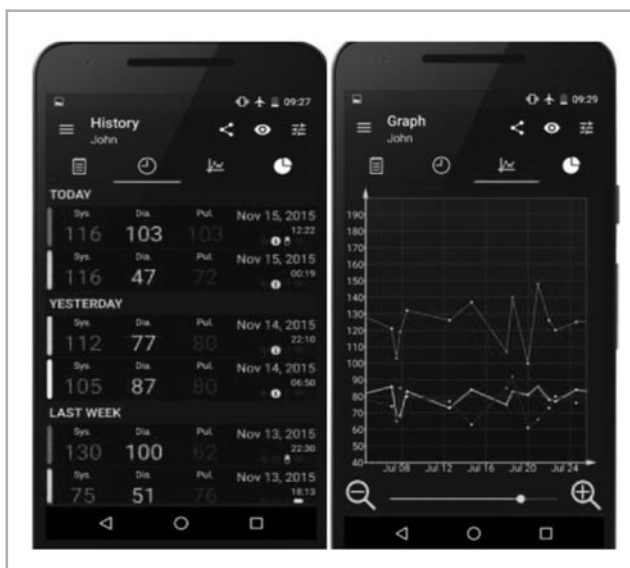 09:27
History
John
TODAY
Sys. Dia. Pul. Nov 15, 2015
116 103 103 12:22
Sys. Dia. Pul. Nov 15, 2015
116 47 72 00:19
YESTERDAY
Sys. Dia. Pul. Nov 14, 2015
112 77 80 22:10
Sys. Dia. Pul. Nov 14, 2015
105 87 80 06:50
LAST WEEK
Sys. Dia. Pul. Nov 13, 2015
130 100 62 22:30
Sys. Dia. Pul. Nov 13, 2015
75 51 76 18:13
09:29
Graph
John
190
180
170
160
150
140
130
120
110
100
90
80
70
60
50
40
Jul 08 Jul 12 Jul 16 Jul 20 Jul 24